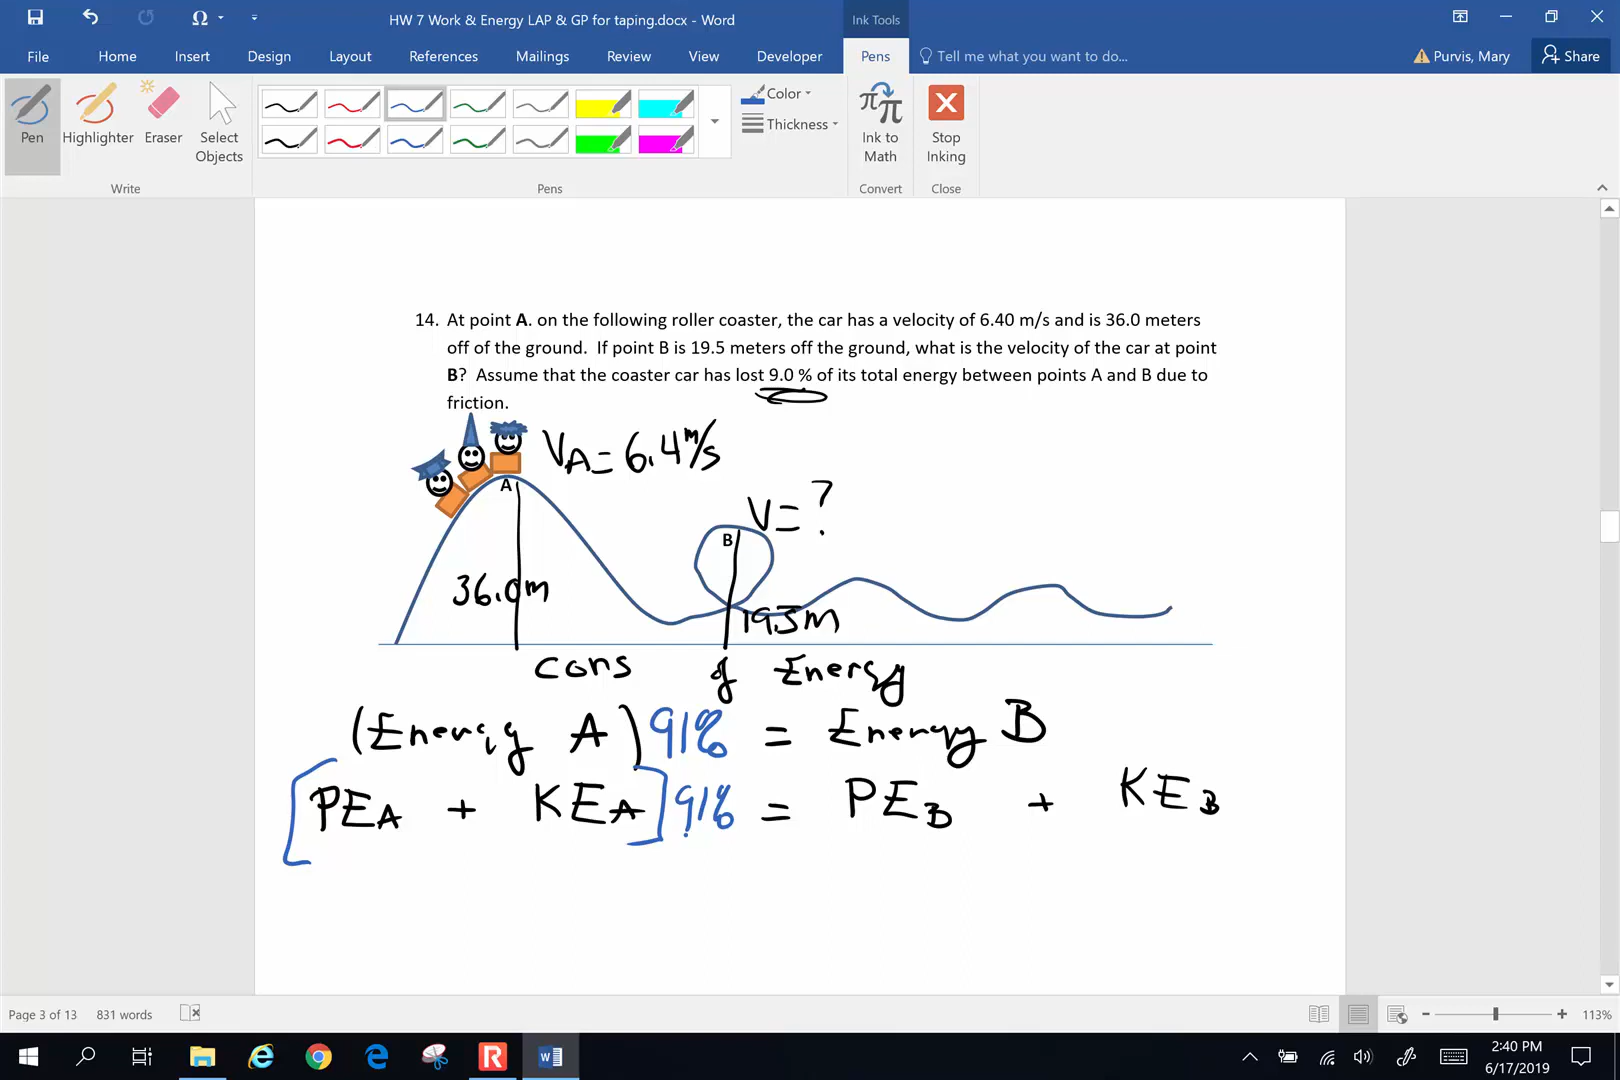 HW 7 Work & Energy LAP & GP for taping.docx - Word
Ink Tools
File Home Insert Design Layout References Mailings Review View Developer Pens Tell me what you want to do... Purvis, Mary Share
Pen Highlighter Eraser Select Objects
Color
Thickness
Ink to Math
Stop Inking
Write Pens Convert Close
14. At point A. on the following roller coaster, the car has a velocity of 6.40 m/s and is 36.0 meters
off of the ground. If point B is 19.5 meters off the ground, what is the velocity of the car at point
B? Assume that the coaster car has lost 9.0 % of its total energy between points A and B due to
friction.
VA = 6.4 m/s
A
V = ?
B
36.0m
19.5m
cons of Energy
(Energy A) 91% = Energy B
[PEA + KEA] 91% = PEB + KEB
Page 3 of 13 831 words 113%
2:40 PM
6/17/2019